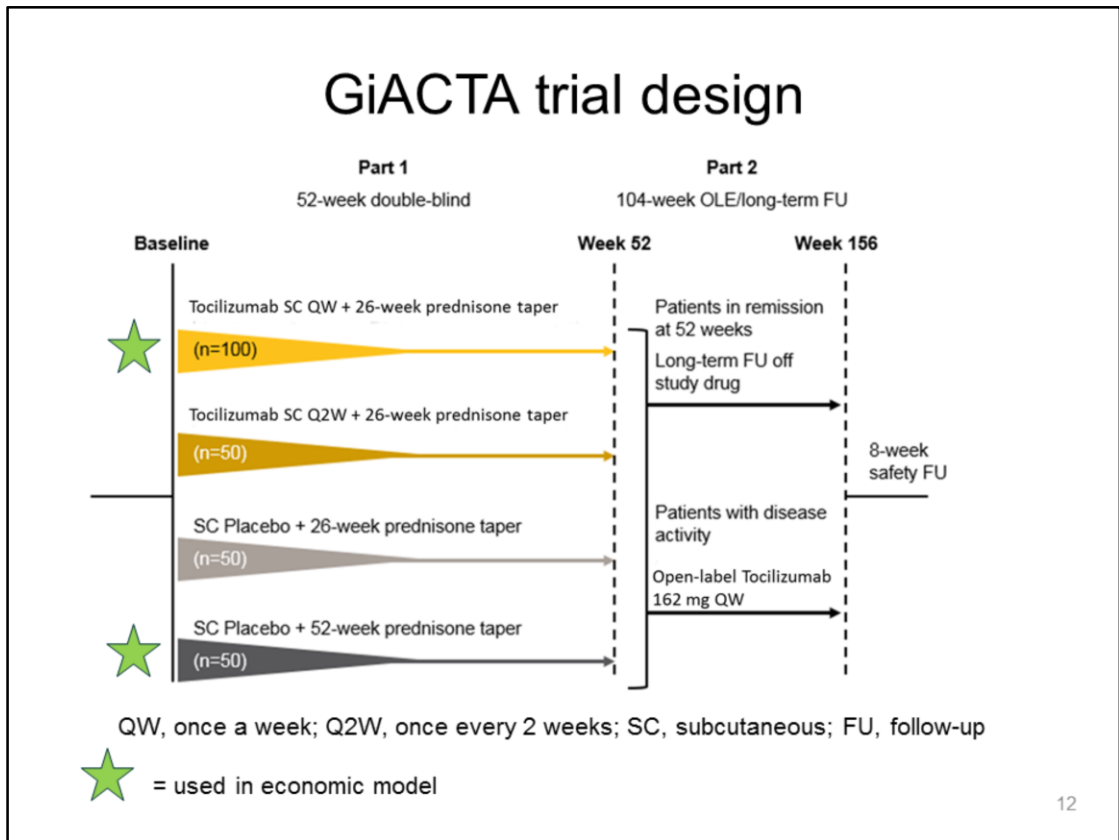 GiACTA trial design
Part 1
52-week double-blind
Part 2
104-week OLE/long-term FU
Baseline
Week 52
Week 156
Tocilizumab SC QW + 26-week prednisone taper
(n=100)
Tocilizumab SC Q2W + 26-week prednisone taper
(n=50)
SC Placebo + 26-week prednisone taper
(n=50)
SC Placebo + 52-week prednisone taper
(n=50)
Patients in remission
at 52 weeks
Long-term FU off
study drug
Patients with disease
activity
Open-label Tocilizumab
162 mg QW
8-week
safety FU
QW, once a week; Q2W, once every 2 weeks; SC, subcutaneous; FU, follow-up
= used in economic model
12